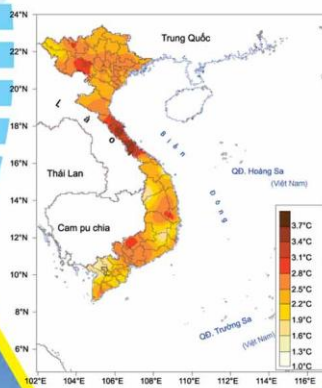 24°N
22°N
20°N
18°N
16°N
14°N
12°N
10°N
8°N
6°N
Trung Quốc
L à o
Biển Đông
Thái Lan
QĐ. Hoàng Sa
(Việt Nam)
Cam pu chia
QĐ. Trường Sa
(Việt Nam)
3.7°C
3.4°C
3.1°C
2.8°C
2.5°C
2.2°C
1.9°C
1.6°C
1.3°C
1.0°C
102°E 104°E 106°E 108°E 110°E 112°E 114°E 116°E